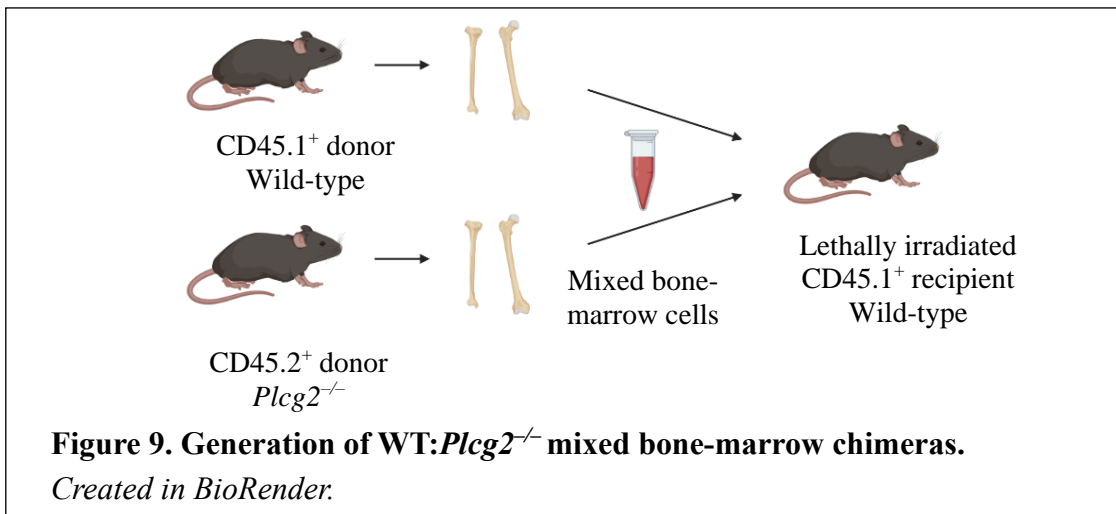 CD45.1⁺ donor
Wild-type
CD45.2⁺ donor
Plcg2⁻/⁻
Mixed bone-
marrow cells
Lethally irradiated
CD45.1⁺ recipient
Wild-type
Figure 9. Generation of WT:Plcg2⁻/⁻ mixed bone-marrow chimeras.
Created in BioRender.